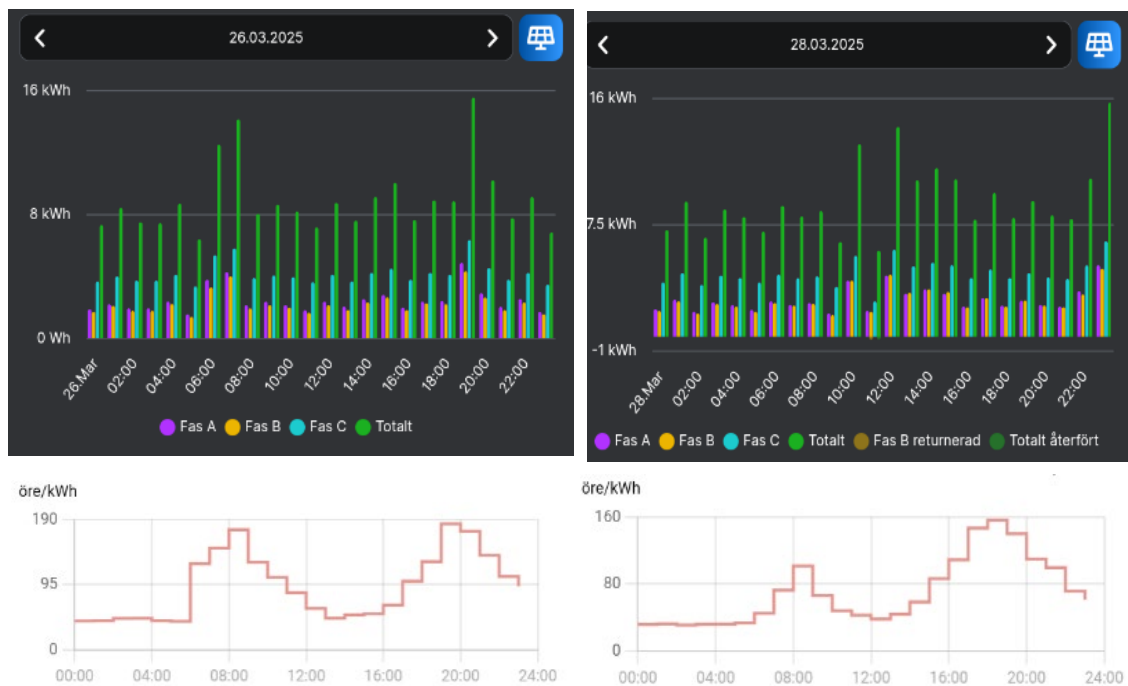 26.03.2025
16 kWh
8 kWh
0 Wh
26.Mar 02:00 04:00 06:00 08:00 10:00 12:00 14:00 16:00 18:00 20:00 22:00
Fas A Fas B Fas C Totalt
28.03.2025
16 kWh
7.5 kWh
-1 kWh
28.Mar 02:00 04:00 06:00 08:00 10:00 12:00 14:00 16:00 18:00 20:00 22:00
Fas A Fas B Fas C Totalt Fas B returnerad Totalt återfört
öre/kWh
190
95
0
00:00 04:00 08:00 12:00 16:00 20:00 24:00
öre/kWh
160
80
0
00:00 04:00 08:00 12:00 16:00 20:00 24:00